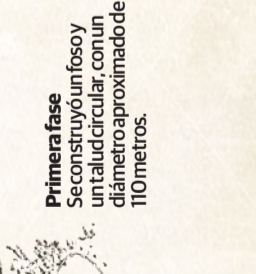 Primera fase
Se construyó un foso y
un talud circular, con un
diámetro aproximado de
110 metros.